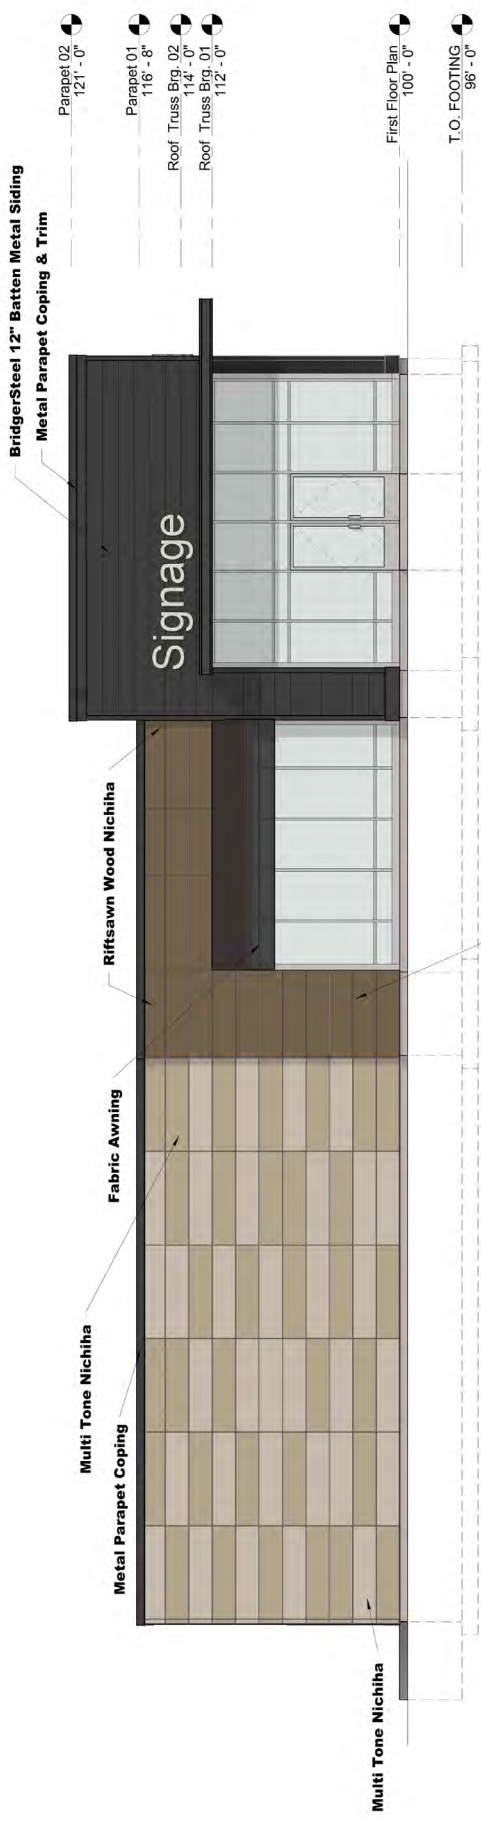 Parapet 02
121' - 0"
Parapet 01
116' - 8"
Roof Truss Brg. 02
114' - 0"
Roof Truss Brg. 01
112' - 0"
First Floor Plan
100' - 0"
T.O. FOOTING
96' - 0"
BridgerSteel 12" Batten Metal Siding
Metal Parapet Coping & Trim
Signage
Riftsawn Wood Nichiha
Fabric Awning
Multi Tone Nichiha
Metal Parapet Coping
Multi Tone Nichiha